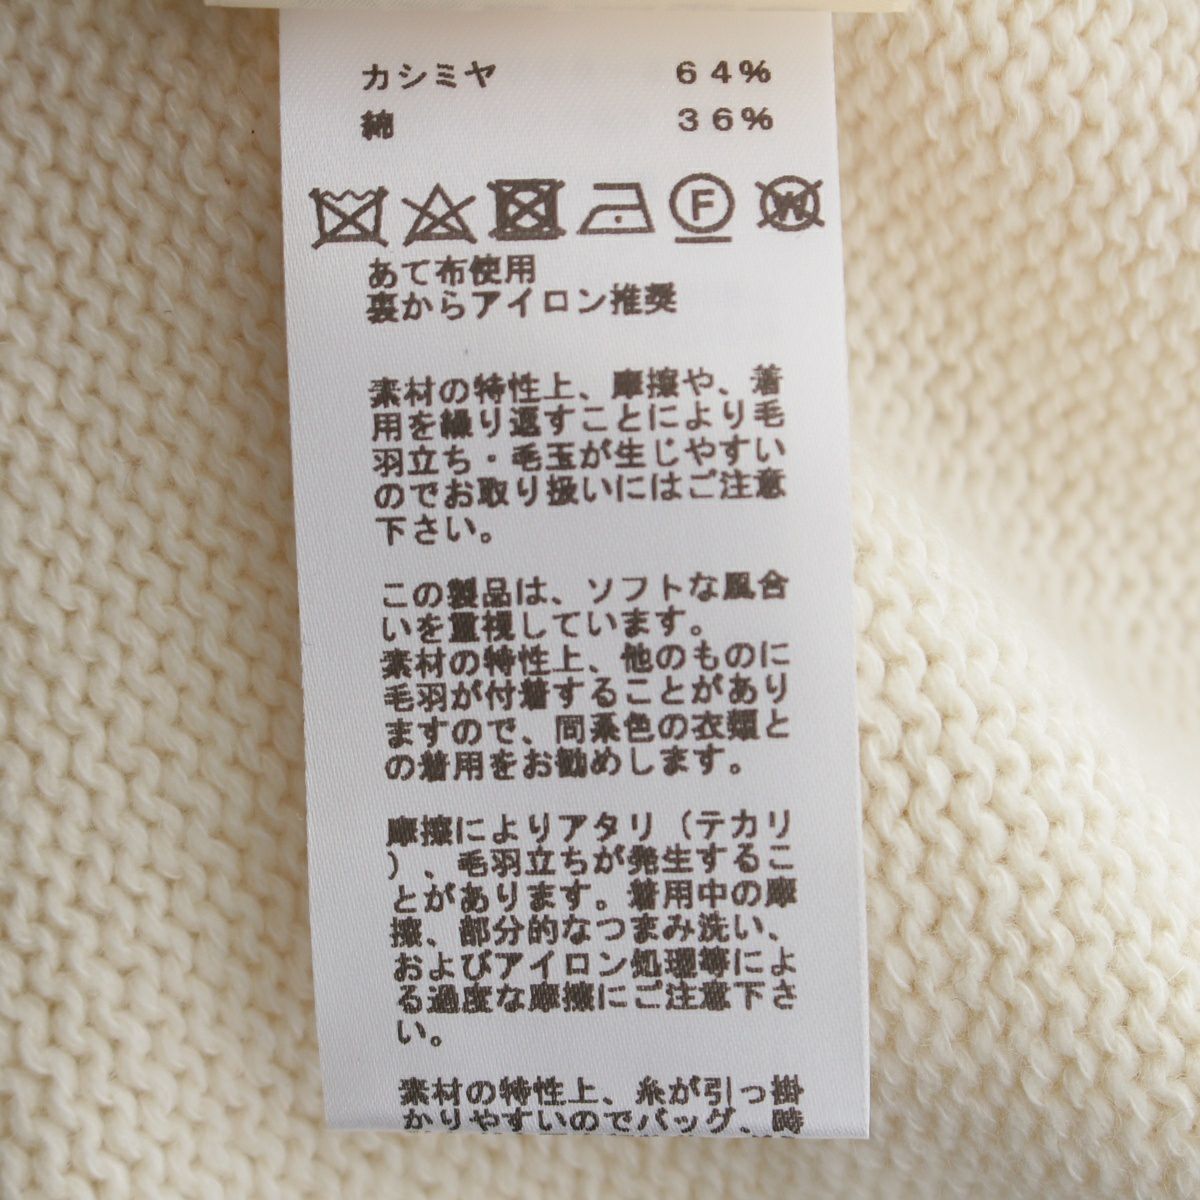 カシミヤ 64%
綿 36%
F W
あて布使用
裏からアイロン推奨
素材の特性上、摩擦や、着
用を繰り返すことにより毛
羽立ち・毛玉が生じやすい
のでお取り扱いにはご注意
下さい。
この製品は、ソフトな風合
いを重視しています。
素材の特性上、他のものに
毛羽が付着することがあり
ますので、同系色の衣類と
の着用をお勧めします。
摩擦によりアタリ（テカリ
）、毛羽立ちが発生するこ
とがあります。着用中の摩
擦、部分的なつまみ洗い、
およびアイロン処理等によ
る過度な摩擦にご注意下さ
い。
素材の特性上、糸が引っ掛
かりやすいのでバッグ、時